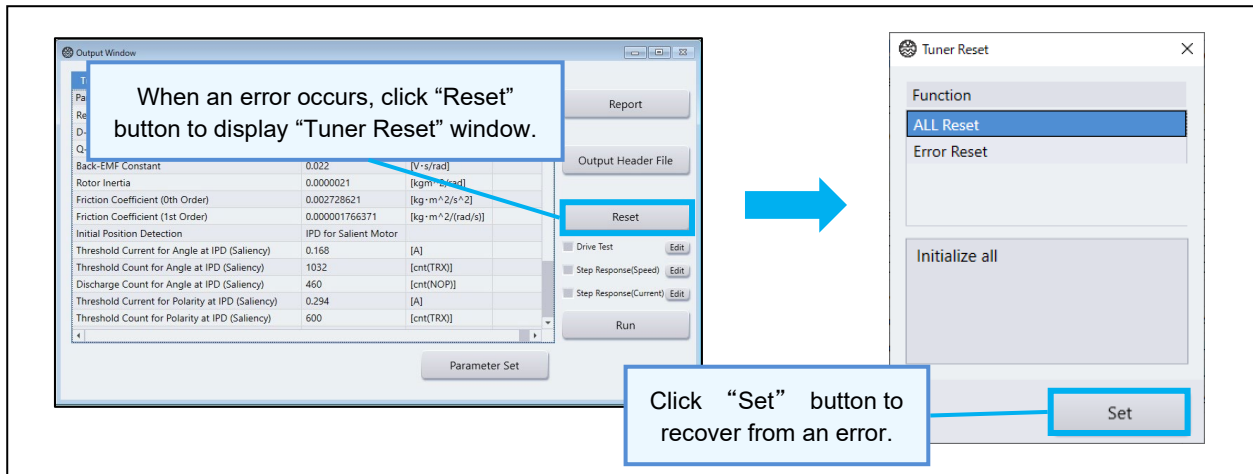 Output Window
When an error occurs, click “Reset”
button to display “Tuner Reset” window.
T
Pa
Re
D-
Q-
Back-EMF Constant 0.022 [V·s/rad]
Rotor Inertia 0.0000021 [kgm^2/rad]
Friction Coefficient (0th Order) 0.002728621 [kg·m^2/s^2]
Friction Coefficient (1st Order) 0.000001766371 [kg·m^2/(rad/s)]
Initial Position Detection IPD for Salient Motor
Threshold Current for Angle at IPD (Saliency) 0.168 [A]
Threshold Count for Angle at IPD (Saliency) 1032 [cnt(TRX)]
Discharge Count for Angle at IPD (Saliency) 460 [cnt(NOP)]
Threshold Current for Polarity at IPD (Saliency) 0.294 [A]
Threshold Count for Polarity at IPD (Saliency) 600 [cnt(TRX)]
Report
Output Header File
Reset
Drive Test Edit
Step Response(Speed) Edit
Step Response(Current) Edit
Run
Parameter Set
Tuner Reset
Function
ALL Reset
Error Reset
Initialize all
Set
Click “Set” button to
recover from an error.